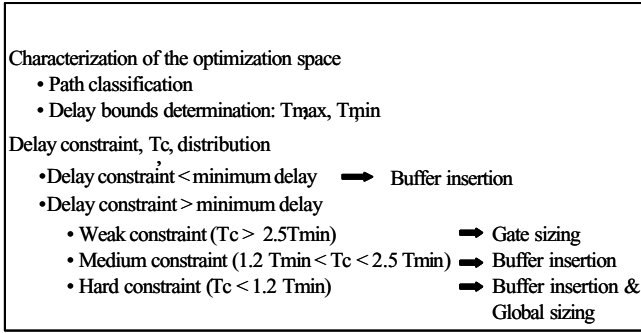 Characterization of the optimization space
• Path classification
• Delay bounds determination: Tmax, Tmin
Delay constraint, Tc, distribution
•Delay constraint < minimum delay ➡ Buffer insertion
•Delay constraint > minimum delay
• Weak constraint (Tc > 2.5Tmin) ➡ Gate sizing
• Medium constraint (1.2 Tmin < Tc < 2.5 Tmin) ➡ Buffer insertion
• Hard constraint (Tc < 1.2 Tmin) ➡ Buffer insertion &
Global sizing